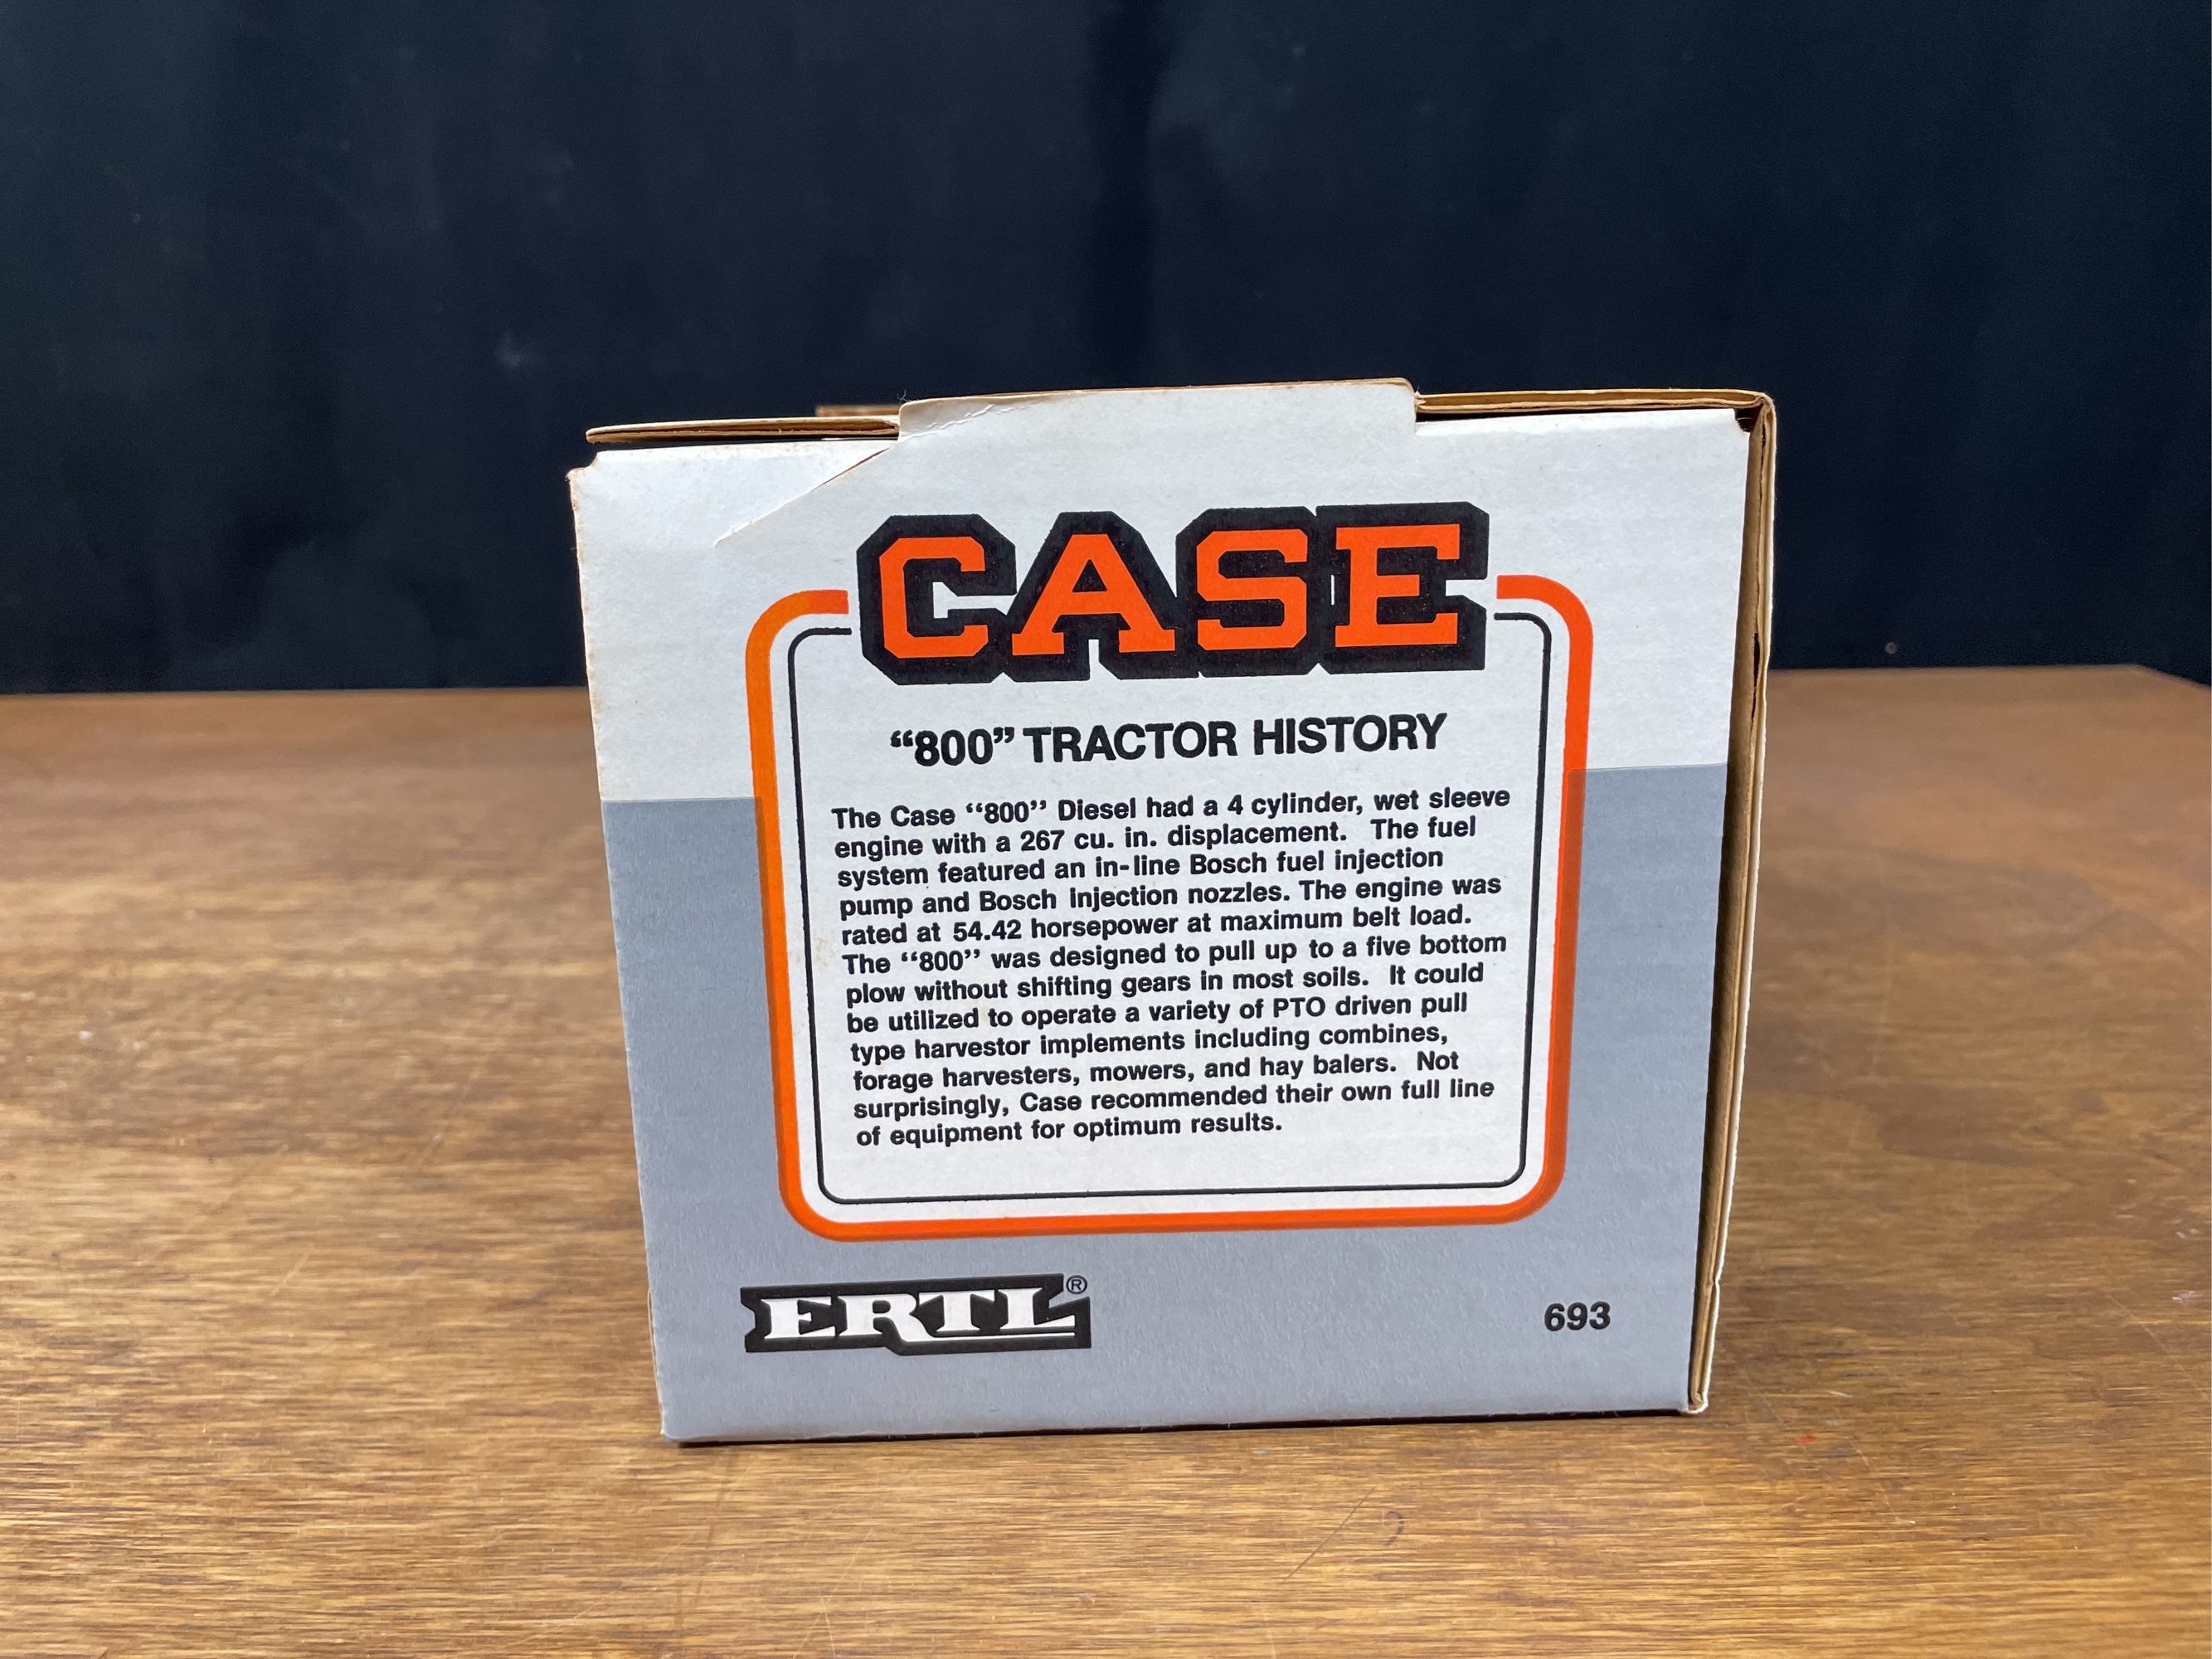 CASE
“800” TRACTOR HISTORY
The Case “800” Diesel had a 4 cylinder, wet sleeve
engine with a 267 cu. in. displacement. The fuel
system featured an in-line Bosch fuel injection
pump and Bosch injection nozzles. The engine was
rated at 54.42 horsepower at maximum belt load.
The “800” was designed to pull up to a five bottom
plow without shifting gears in most soils. It could
be utilized to operate a variety of PTO driven pull
type harvestor implements including combines,
forage harvesters, mowers, and hay balers. Not
surprisingly, Case recommended their own full line
of equipment for optimum results.
ERTL®
693